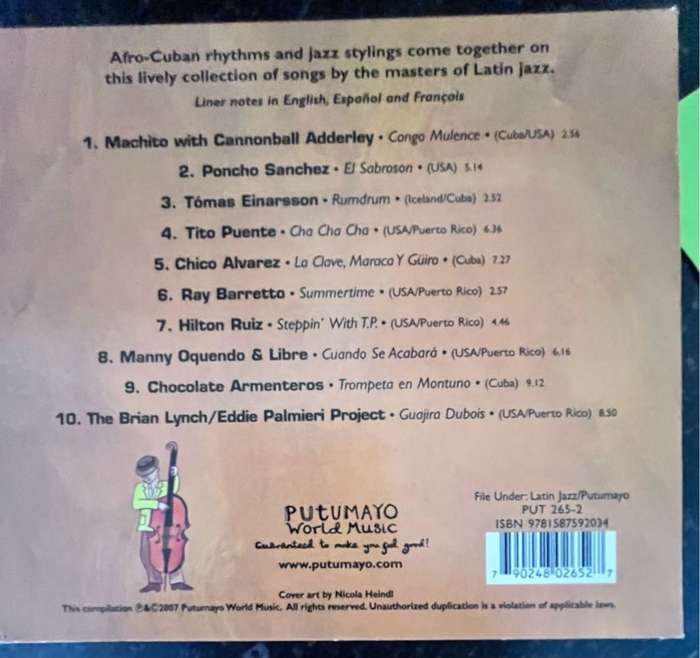 Afro-Cuban rhythms and jazz stylings come together on
this lively collection of songs by the masters of Latin jazz.
Liner notes in English, Español and Français
1. Machito with Cannonball Adderley • Congo Mulence • (Cuba/USA) 2.56
2. Poncho Sanchez • El Sabroson • (USA) 5.14
3. Tómas Einarsson • Rumdrum • (Iceland/Cuba) 2.52
4. Tito Puente • Cha Cha Cha • (USA/Puerto Rico) 6.36
5. Chico Alvarez • La Clave, Maraca Y Güiro • (Cuba) 7.27
6. Ray Barretto • Summertime • (USA/Puerto Rico) 2.57
7. Hilton Ruiz • Steppin' With T.P. • (USA/Puerto Rico) 4.46
8. Manny Oquendo & Libre • Cuando Se Acabará • (USA/Puerto Rico) 6.16
9. Chocolate Armenteros • Trompeta en Montuno • (Cuba) 9.12
10. The Brian Lynch/Eddie Palmieri Project • Guajira Dubois • (USA/Puerto Rico) 8.50
PUTUMAYO
World Music
Guaranteed to make you feel good!
www.putumayo.com
File Under: Latin Jazz/Putumayo
PUT 265-2
ISBN 9781587592034
7 90248 02652 7
Cover art by Nicola Heindl
This compilation ℗&©2007 Putumayo World Music. All rights reserved. Unauthorized duplication is a violation of applicable laws.